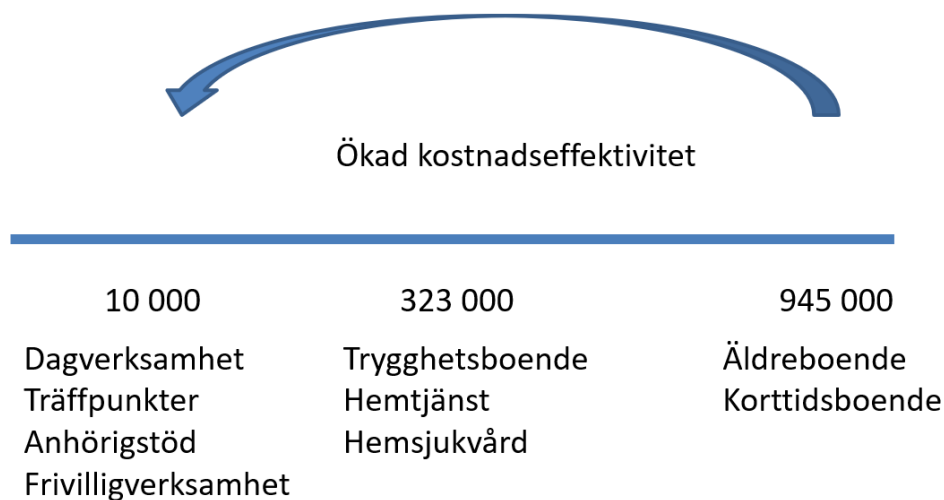 Ökad kostnadseffektivitet
10 000
323 000
945 000
Dagverksamhet
Träffpunkter
Anhörigstöd
Frivilligverksamhet
Trygghetsboende
Hemtjänst
Hemsjukvård
Äldreboende
Korttidsboende